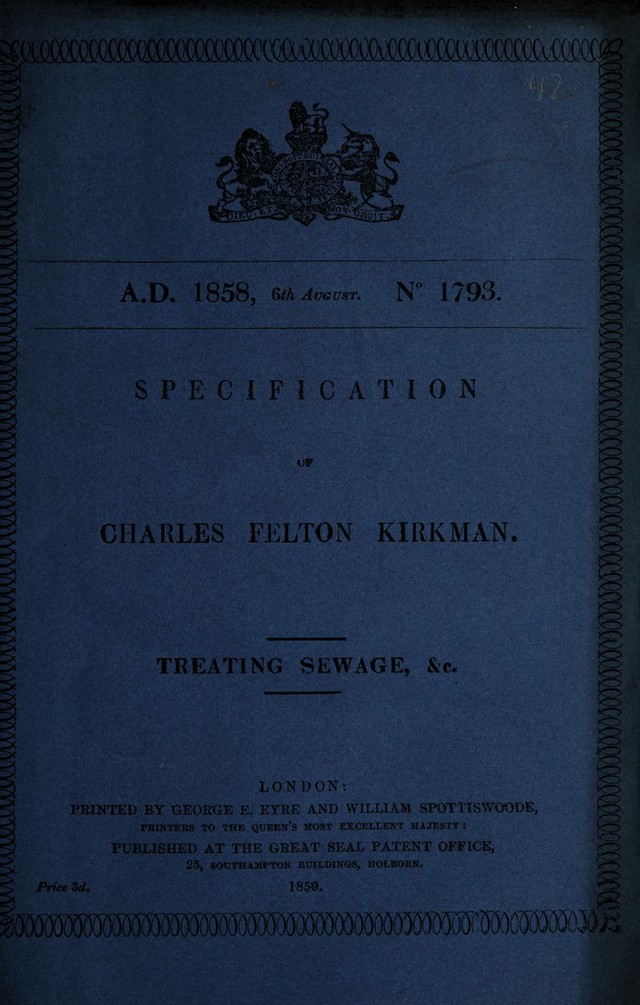 42
A.D. 1858, 6th AUGUST. Nº 1793.
SPECIFICATION
OF
CHARLES FELTON KIRKMAN.
TREATING SEWAGE, &c.
LONDON:
PRINTED BY GEORGE E. EYRE AND WILLIAM SPOTTISWOODE,
PRINTERS TO THE QUEEN'S MOST EXCELLENT MAJESTY:
PUBLISHED AT THE GREAT SEAL PATENT OFFICE,
25, SOUTHAMPTON BUILDINGS, HOLBORN.
Price 3d. 1859.